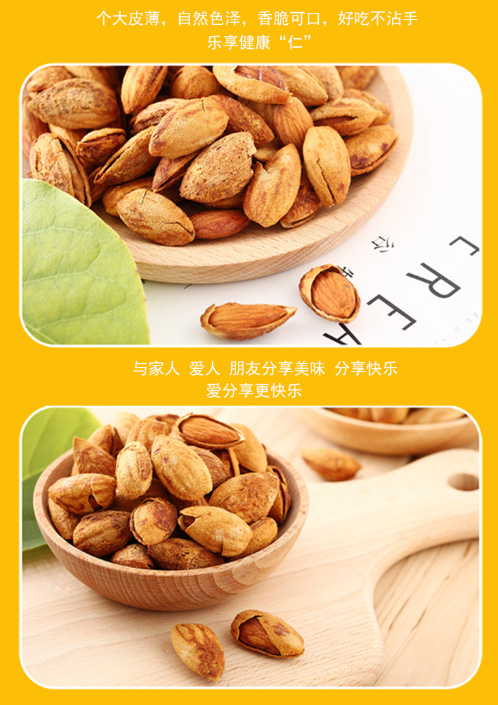 个大皮薄，自然色泽，香脆可口，好吃不沾手
乐享健康“仁”
与家人 爱人 朋友分享美味 分享快乐
爱分享更快乐